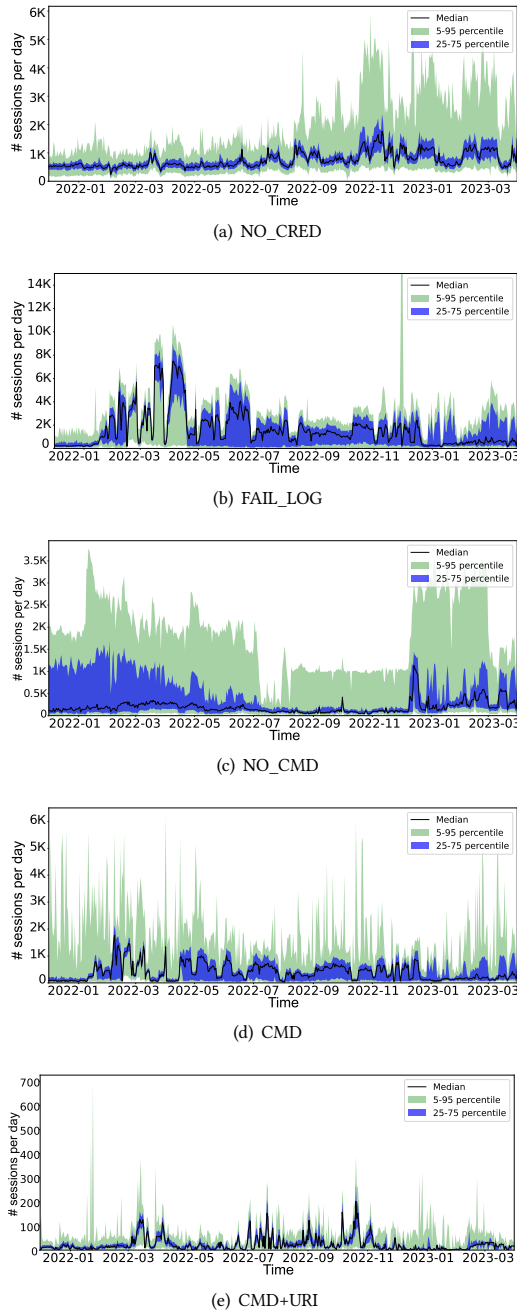 6K
5K
4K
3K
2K
1K
0
# sessions per day
Median
5-95 percentile
25-75 percentile
2022-01 2022-03 2022-05 2022-07 2022-09 2022-11 2023-01 2023-03
Time
(a) NO_CRED
14K
12K
10K
8K
6K
4K
2K
0
# sessions per day
Median
5-95 percentile
25-75 percentile
2022-01 2022-03 2022-05 2022-07 2022-09 2022-11 2023-01 2023-03
Time
(b) FAIL_LOG
3.5K
3K
2.5K
2K
1.5K
1K
0.5K
0
# sessions per day
Median
5-95 percentile
25-75 percentile
2022-01 2022-03 2022-05 2022-07 2022-09 2022-11 2023-01 2023-03
Time
(c) NO_CMD
6K
5K
4K
3K
2K
1K
0
# sessions per day
Median
5-95 percentile
25-75 percentile
2022-01 2022-03 2022-05 2022-07 2022-09 2022-11 2023-01 2023-03
Time
(d) CMD
700
600
500
400
300
200
100
0
# sessions per day
Median
5-95 percentile
25-75 percentile
2022-01 2022-03 2022-05 2022-07 2022-09 2022-11 2023-01 2023-03
Time
(e) CMD+URI